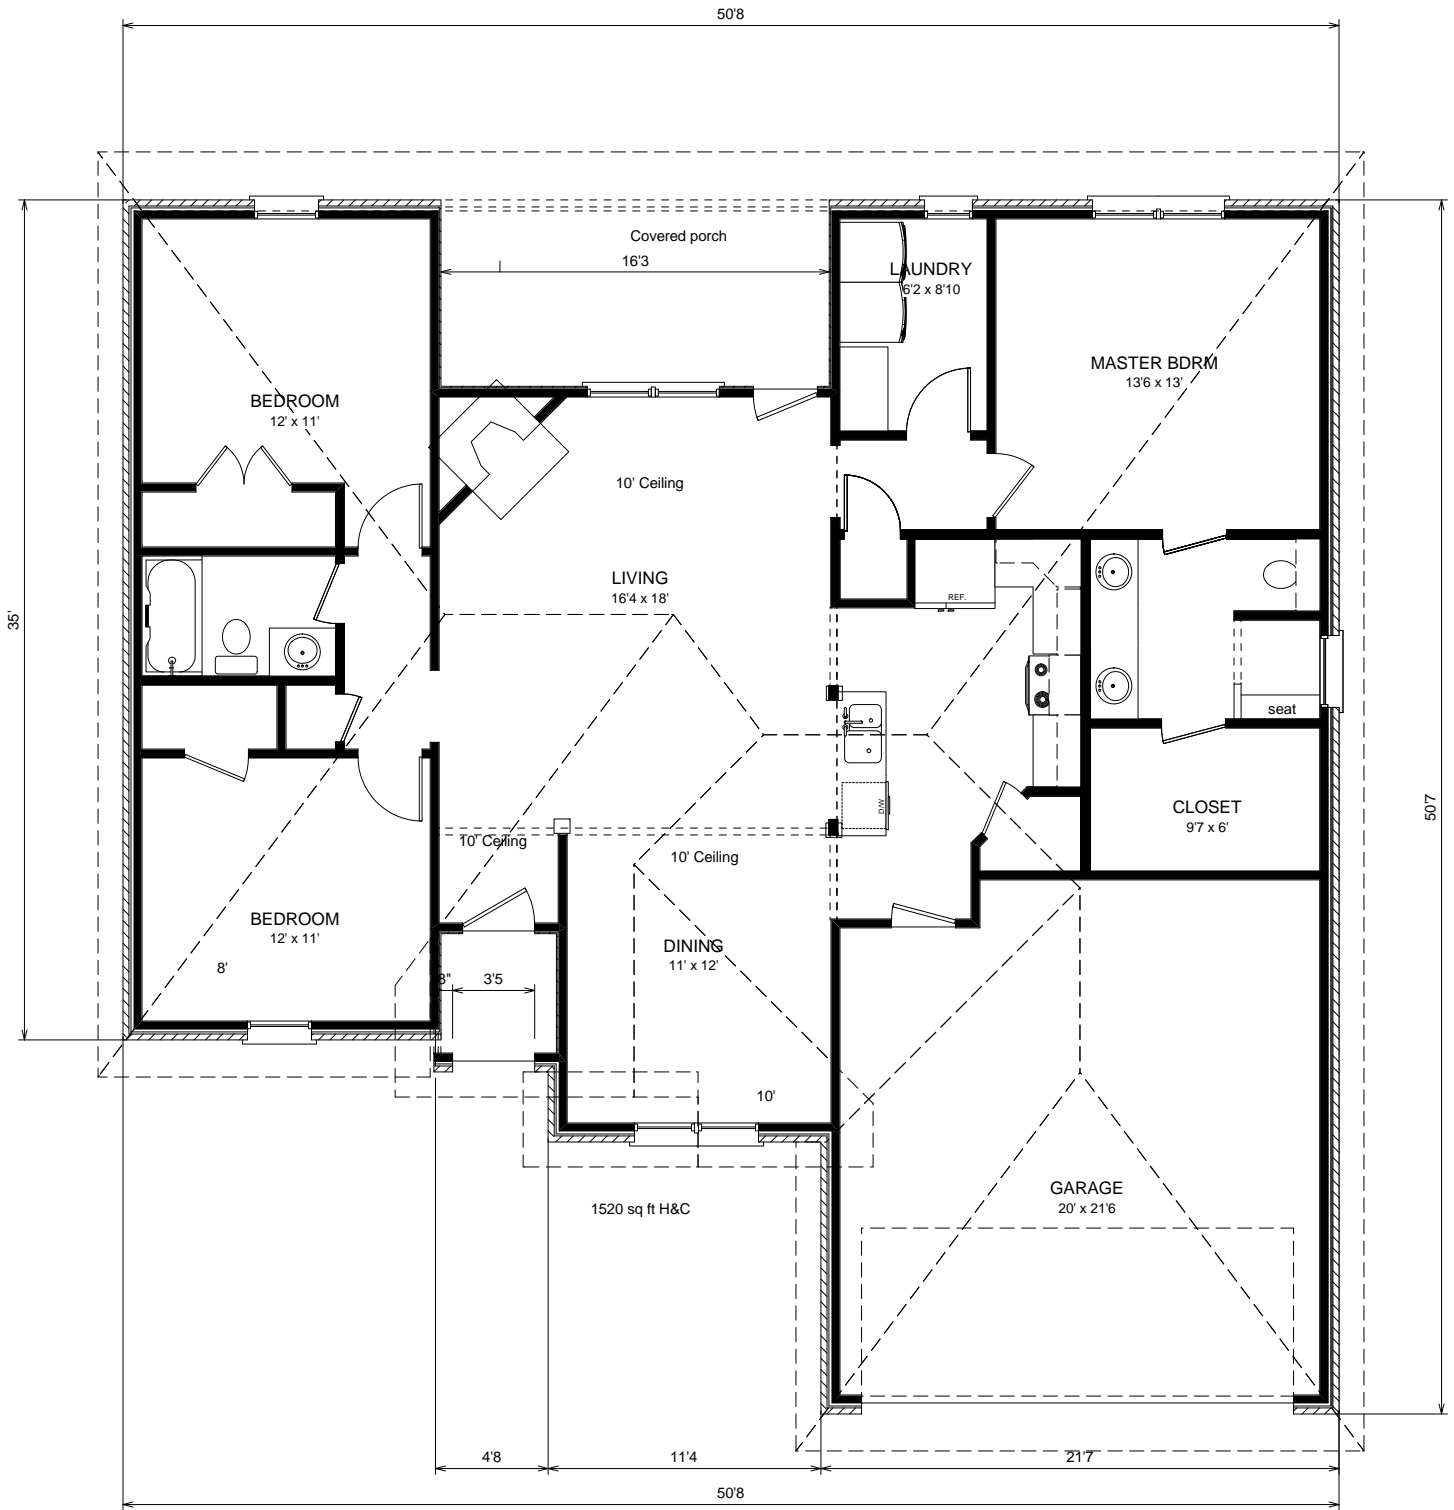 50'8
Covered porch
16'3
LAUNDRY
6'2 x 8'10
MASTER BDRM
13'6 x 13'
BEDROOM
12' x 11'
10' Ceiling
LIVING
16'4 x 18'
REF.
35'
seat
50'7
D/W
CLOSET
9'7 x 6'
10' Ceiling
10' Ceiling
BEDROOM
12' x 11'
8'
DINING
11' x 12'
8"
3'5
10'
GARAGE
20' x 21'6
1520 sq ft H&C
4'8
11'4
21'7
50'8